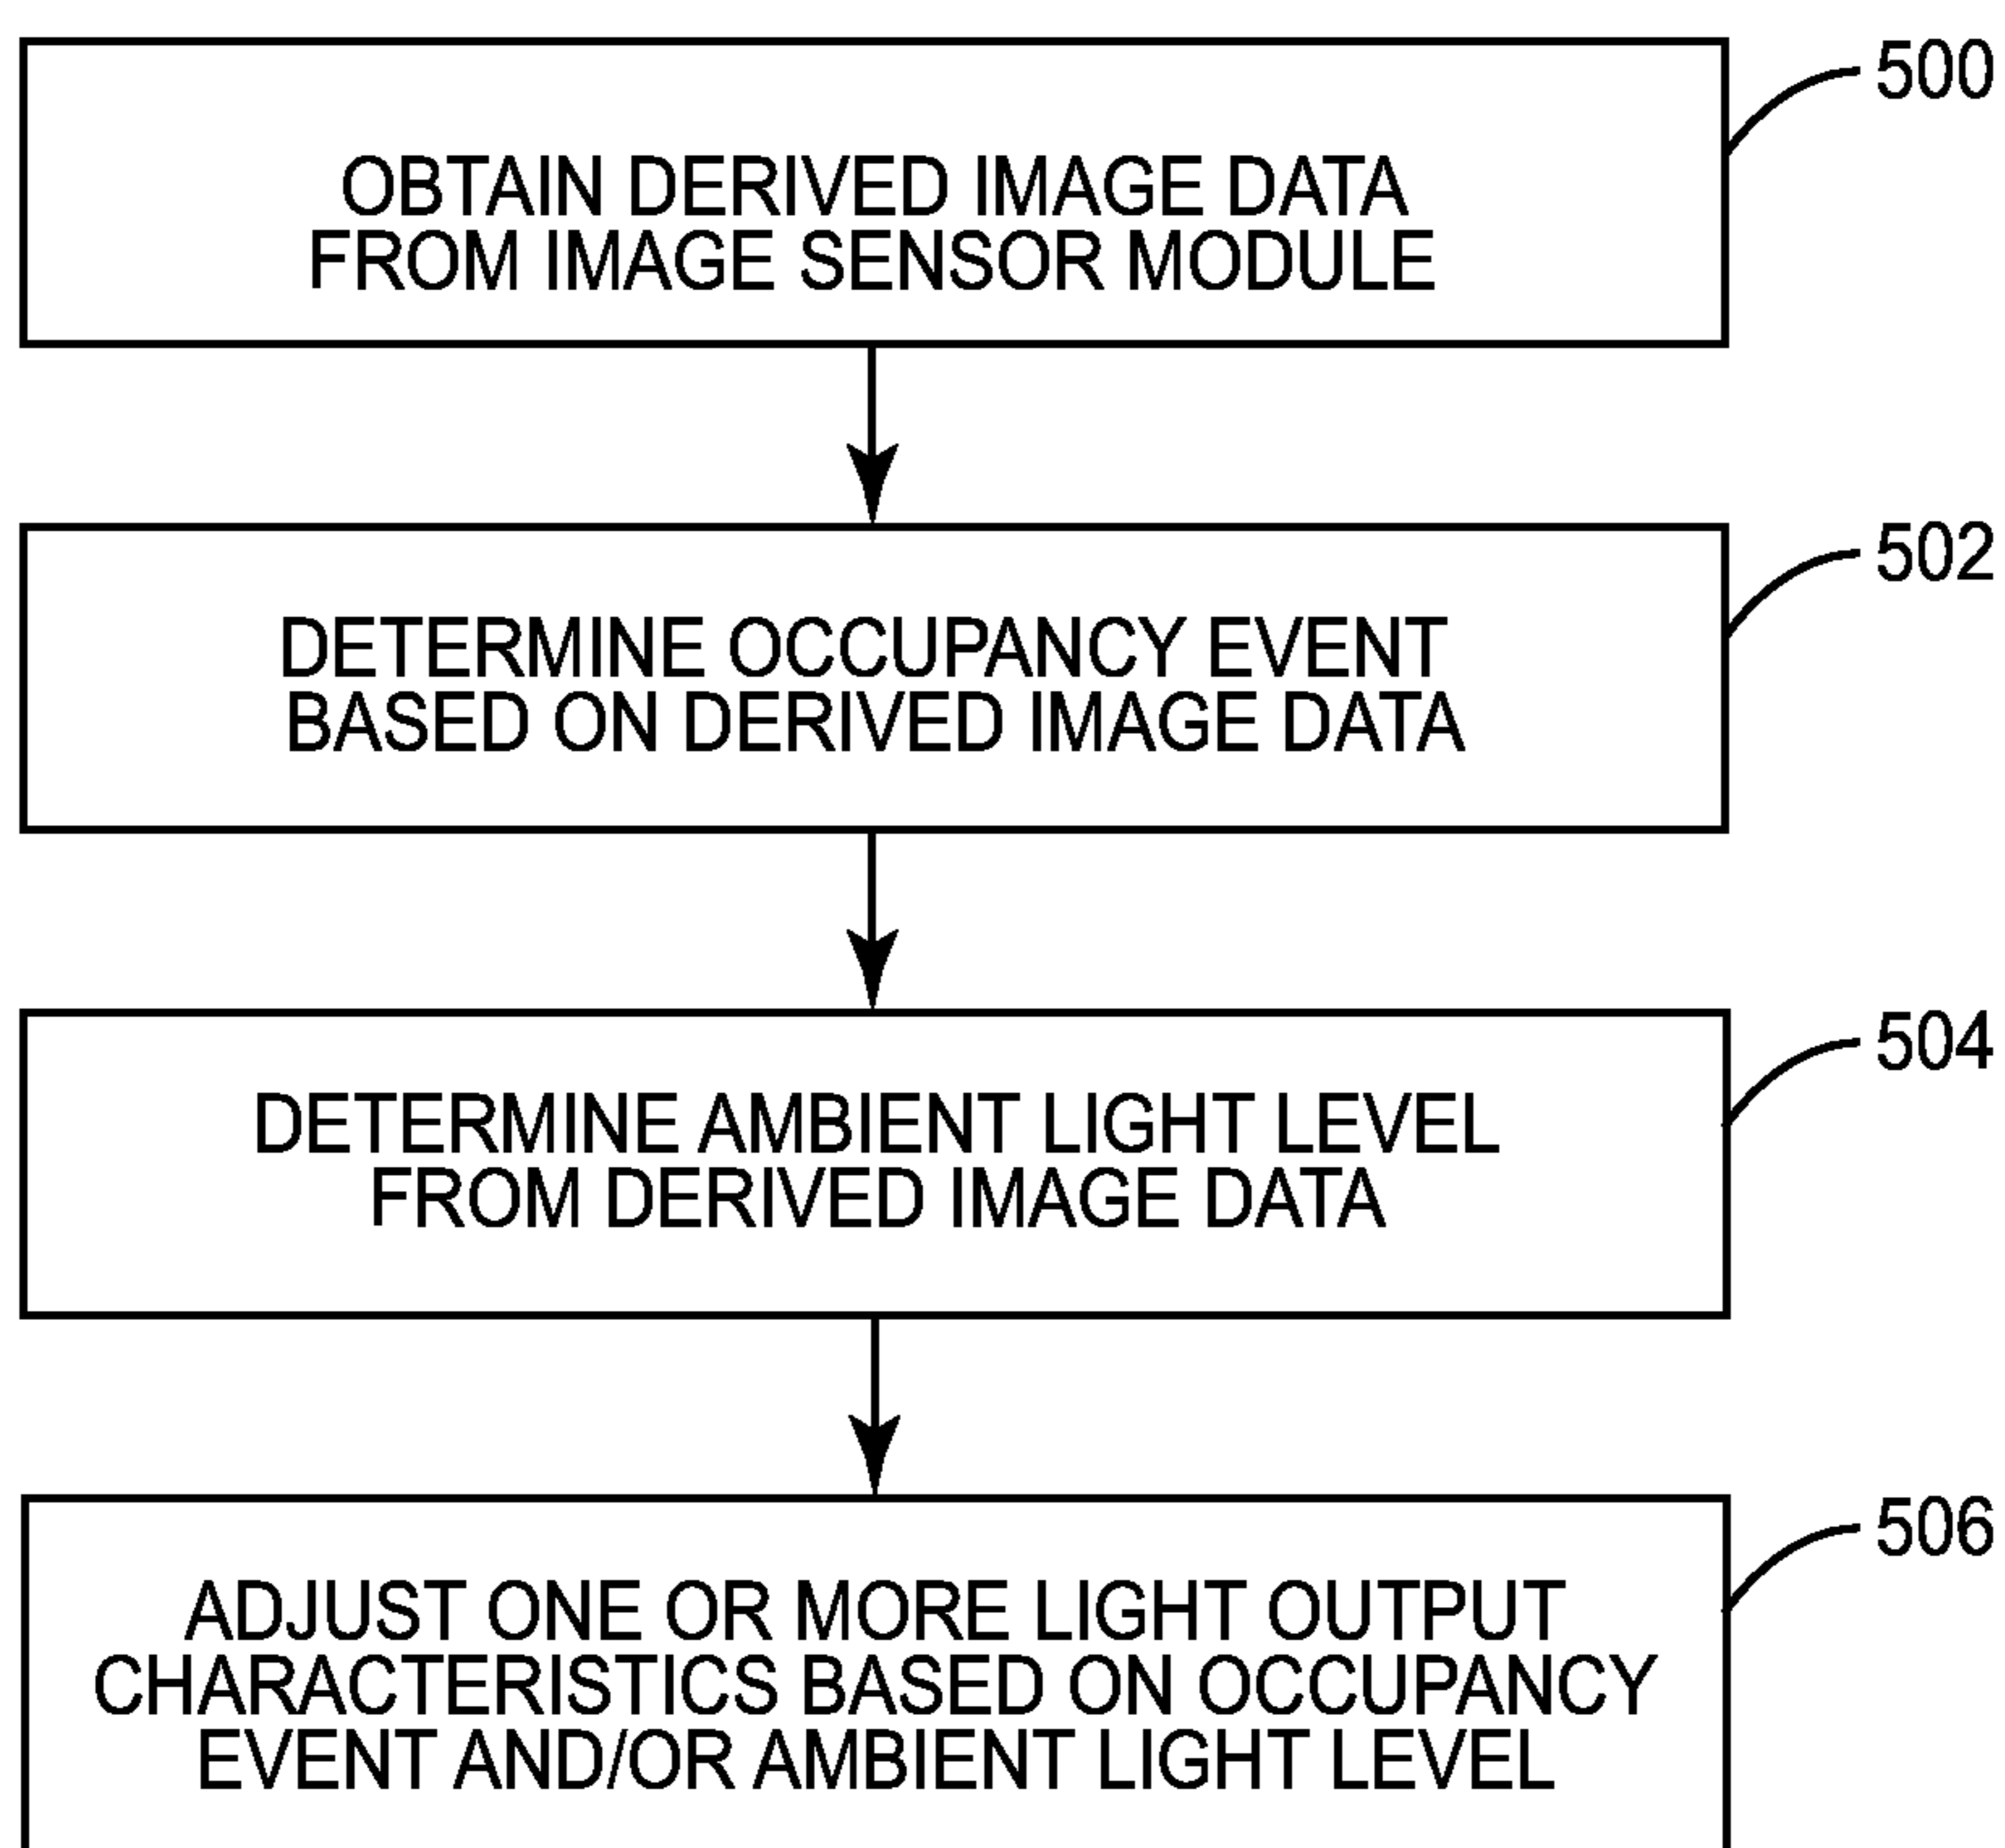 500
OBTAIN DERIVED IMAGE DATA
FROM IMAGE SENSOR MODULE
502
DETERMINE OCCUPANCY EVENT
BASED ON DERIVED IMAGE DATA
504
DETERMINE AMBIENT LIGHT LEVEL
FROM DERIVED IMAGE DATA
506
ADJUST ONE OR MORE LIGHT OUTPUT
CHARACTERISTICS BASED ON OCCUPANCY
EVENT AND/OR AMBIENT LIGHT LEVEL